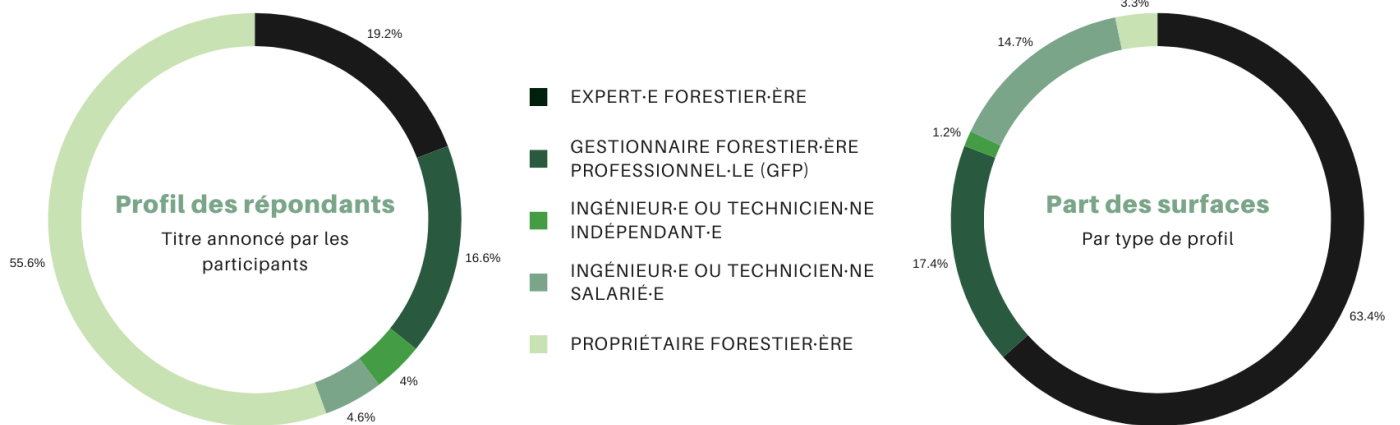 19.2%
16.6%
4%
4.6%
55.6%
Profil des répondants
Titre annoncé par les
participants
EXPERT·E FORESTIER·ÈRE
GESTIONNAIRE FORESTIER·ÈRE
PROFESSIONNEL·LE (GFP)
INGÉNIEUR·E OU TECHNICIEN·NE
INDÉPENDANT·E
INGÉNIEUR·E OU TECHNICIEN·NE
SALARIÉ·E
PROPRIÉTAIRE FORESTIER·ÈRE
3.3%
14.7%
1.2%
17.4%
63.4%
Part des surfaces
Par type de profil